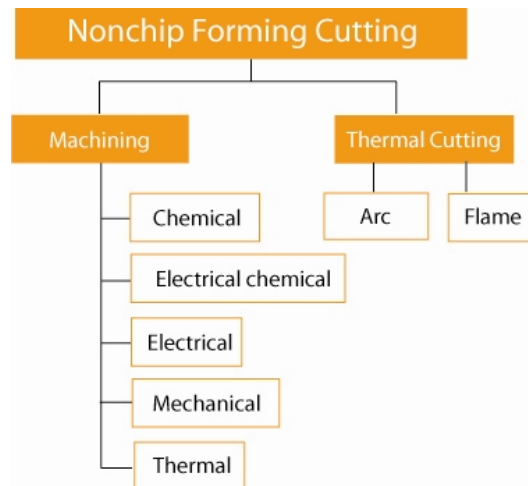 Nonchip Forming Cutting
Machining
Thermal Cutting
Chemical
Arc
Flame
Electrical chemical
Electrical
Mechanical
Thermal